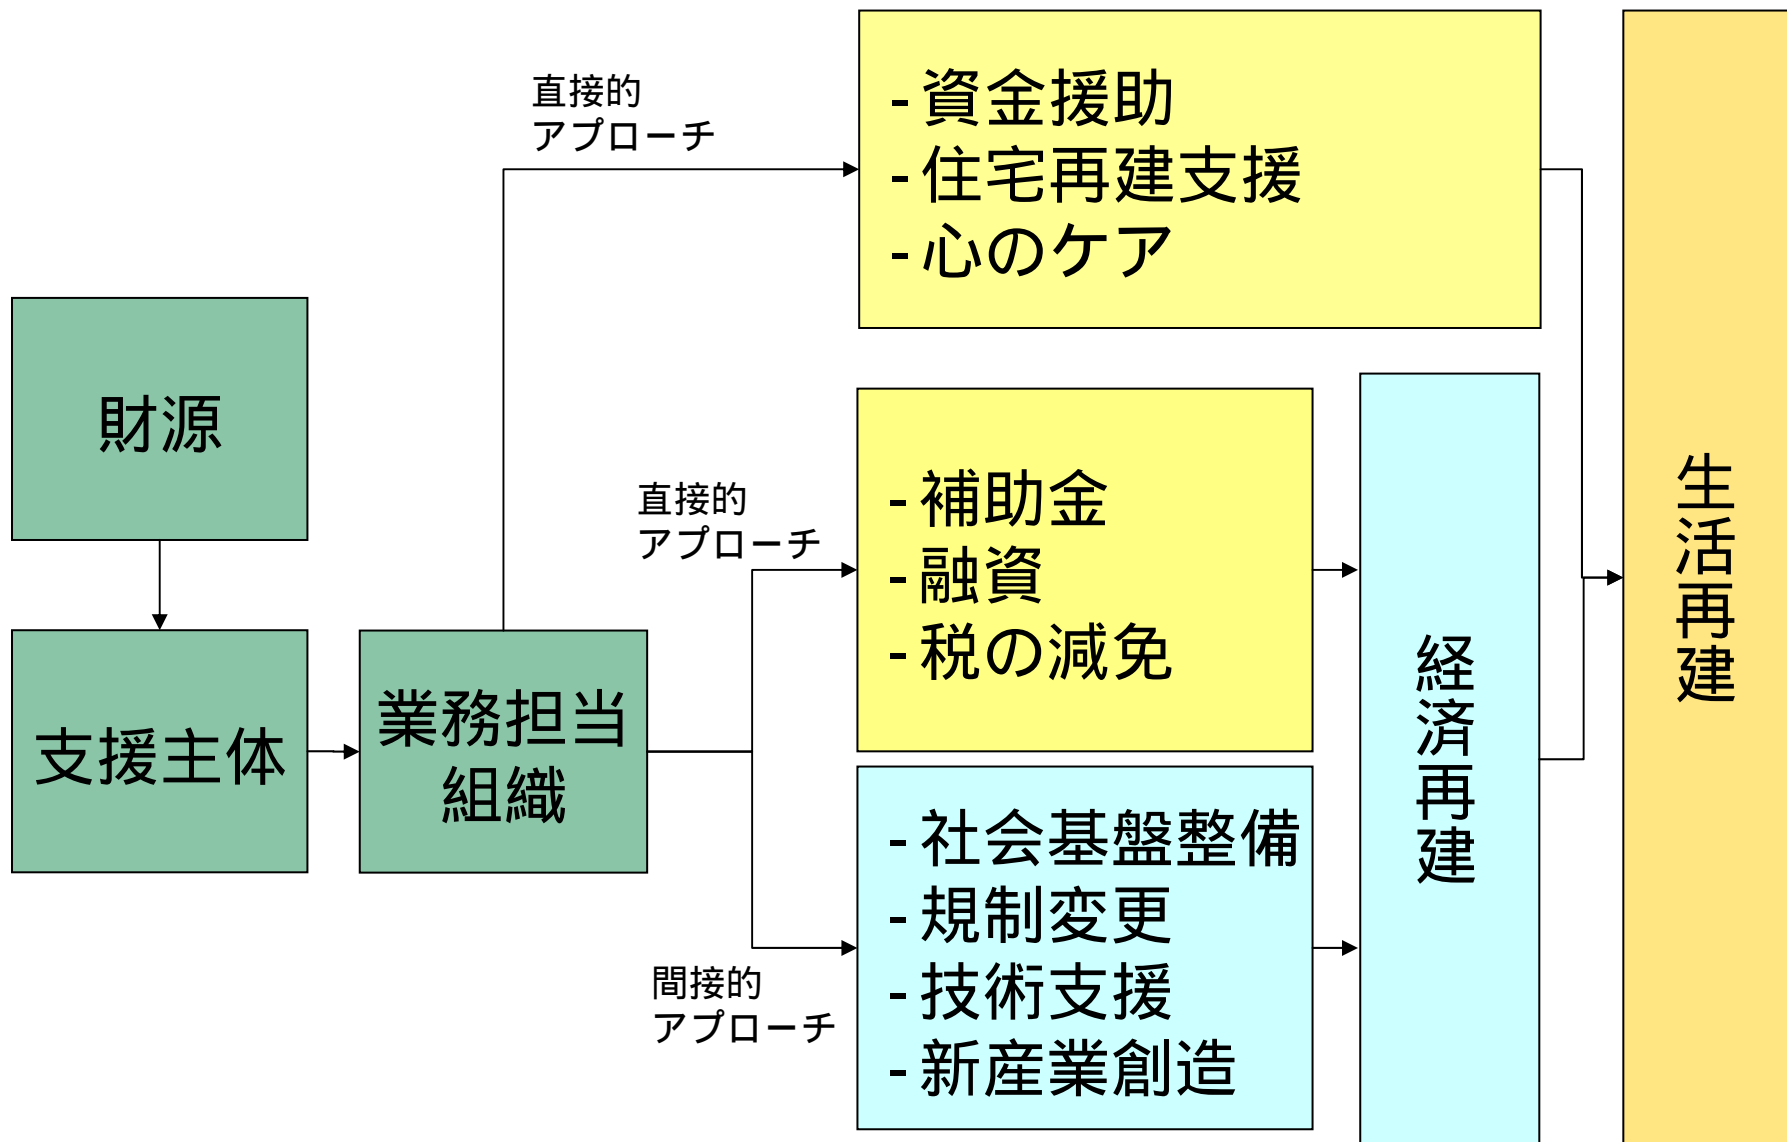 直接的
アプローチ
-資金援助
-住宅再建支援
-心のケア
財源
支援主体
業務担当
組織
直接的
アプローチ
-補助金
-融資
-税の減免
間接的
アプローチ
-社会基盤整備
-規制変更
-技術支援
-新産業創造
経済再建
生活再建